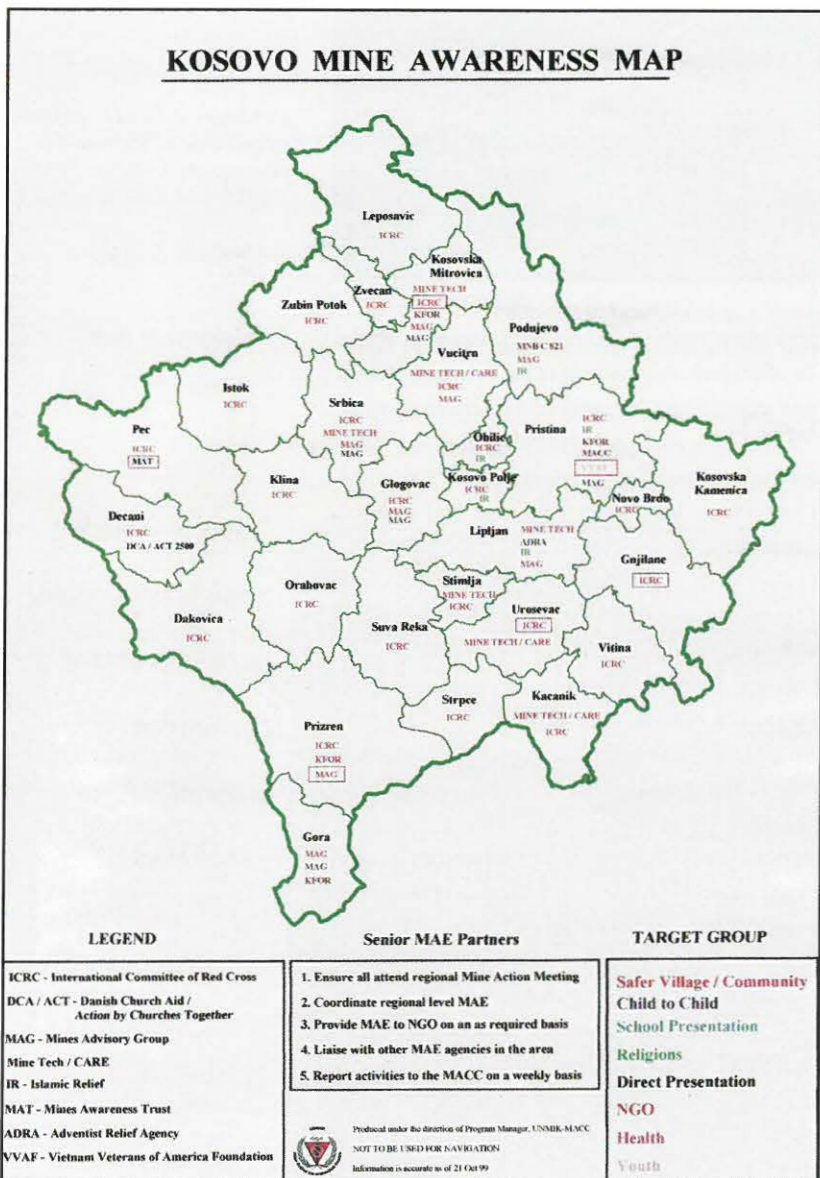 KOSOVO MINE AWARENESS MAP
Leposavic
ICRC
Kosovska
Mitrovica
MINE TECH
ICRC
KFOR
MAG
MAG
Zvecan
ICRC
Zubin Potok
ICRC
Podujevo
MNB C 821
MAG
IR
Vucitrn
MINE TECH / CARE
ICRC
MAG
Istok
ICRC
Srbica
ICRC
MINE TECH
MAG
MAG
Pec
ICRC
MAT
Obilic
ICRC
IR
Pristina
ICRC
IR
KFOR
MACC
MAG
Kosovska
Kamenica
ICRC
Klina
ICRC
Glogovac
ICRC
MAG
MAG
Kosovo Polje
ICRC
IR
Novo Brdo
ICRC
Decani
ICRC
DCA / ACT 2500
Lipljan
MINE TECH
ADRA
IR
MAG
Gnjilane
ICRC
Orahovac
ICRC
Stimlja
MINE TECH
ICRC
Urosevac
ICRC
MINE TECH / CARE
Dakovica
ICRC
Suva Reka
ICRC
Vitina
ICRC
Strpce
ICRC
Kacanik
MINE TECH / CARE
ICRC
Prizren
ICRC
KFOR
MAG
Gora
MAG
MAG
KFOR
LEGEND
ICRC - International Committee of Red Cross
DCA / ACT - Danish Church Aid /
Action by Churches Together
MAG - Mines Advisory Group
Mine Tech / CARE
IR - Islamic Relief
MAT - Mines Awareness Trust
ADRA - Adventist Relief Agency
VVAF - Vietnam Veterans of America Foundation
Senior MAE Partners
1. Ensure all attend regional Mine Action Meeting
2. Coordinate regional level MAE
3. Provide MAE to NGO on an as required basis
4. Liaise with other MAE agencies in the area
5. Report activities to the MACC on a weekly basis
Produced under the direction of Program Manager, UNMIK-MACC
NOT TO BE USED FOR NAVIGATION
Information is accurate as of 21 Oct 99
TARGET GROUP
Safer Village / Community
Child to Child
School Presentation
Religions
Direct Presentation
NGO
Health
Youth